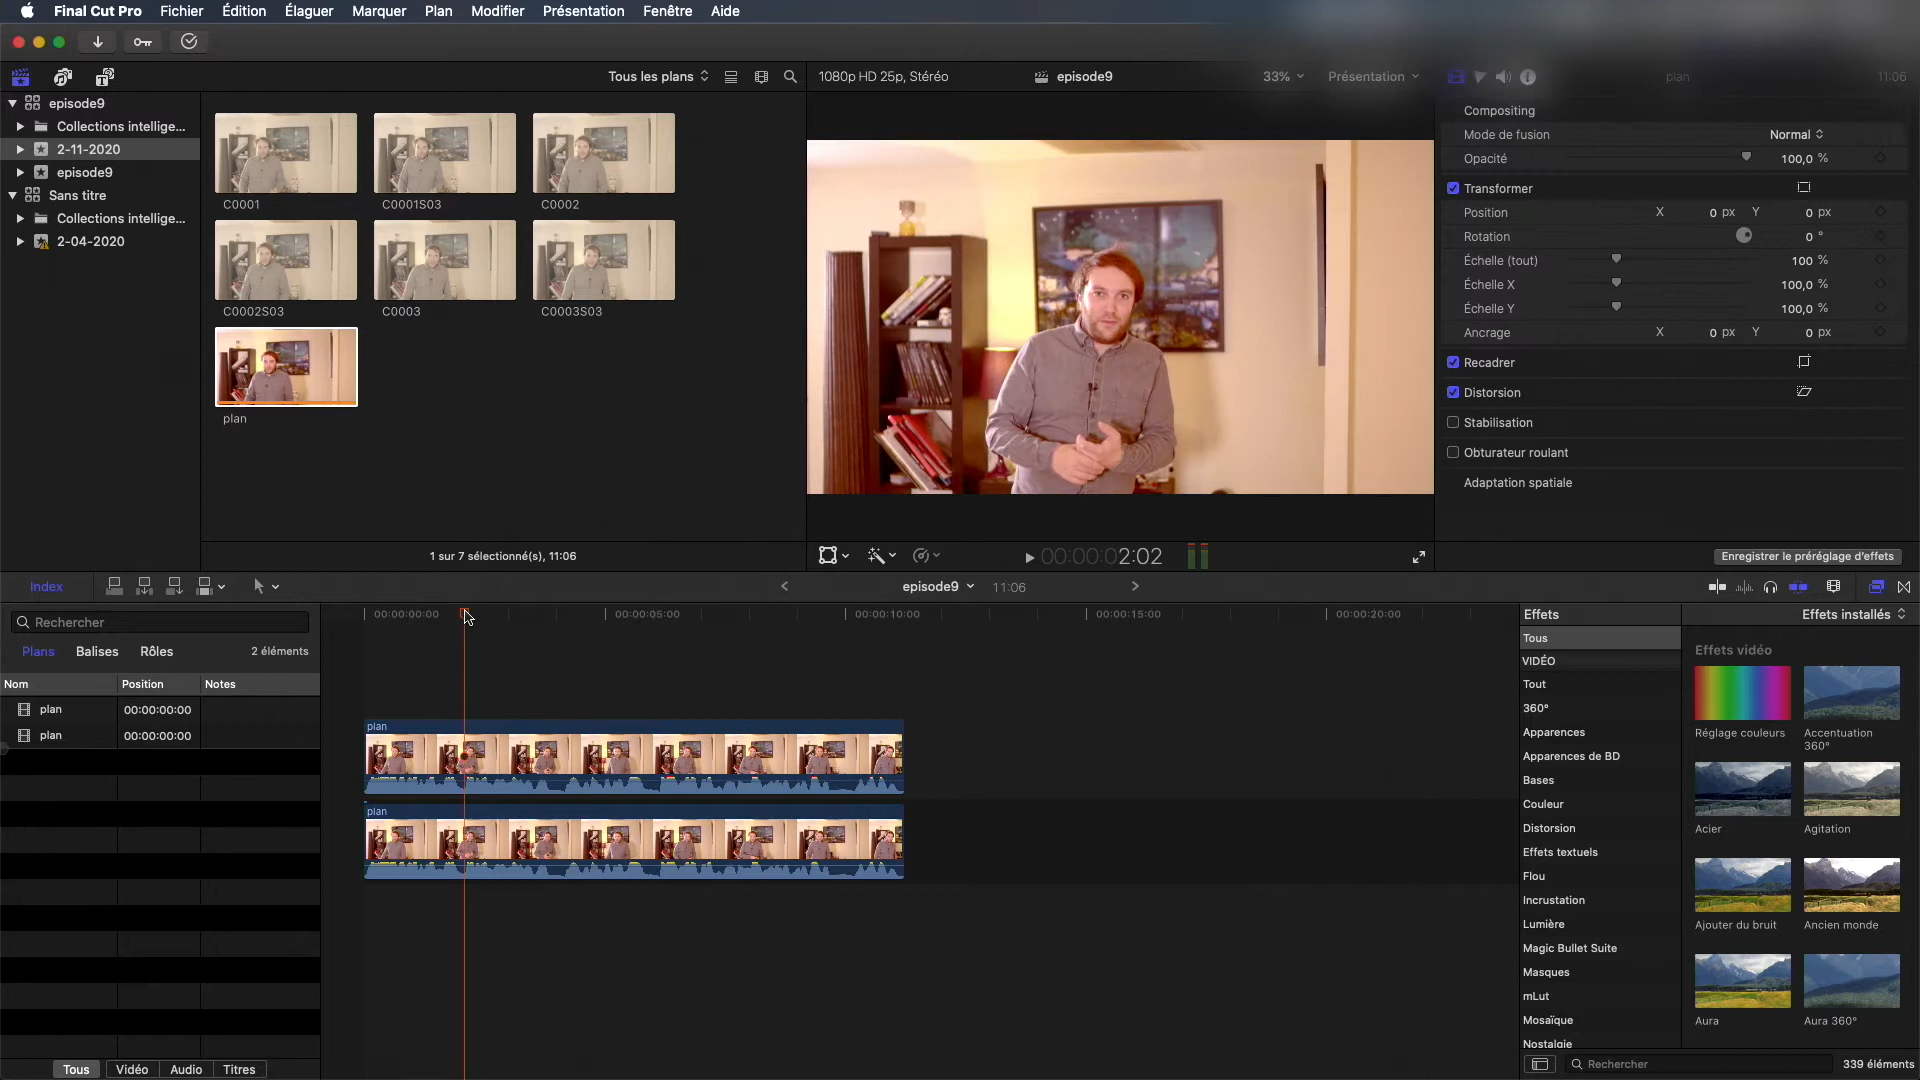 Final Cut Pro Fichier Édition Élaguer Marquer Plan Modifier Présentation Fenêtre Aide
Tous les plans
1080p HD 25p, Stéréo episode9 33% Présentation
plan 11:06
episode9
Collections intellige...
2-11-2020
episode9
Sans titre
Collections intellige...
2-04-2020
C0001 C0001S03 C0002
C0002S03 C0003 C0003S03
plan
1 sur 7 sélectionné(s), 11:06
00:00:02:02
Compositing
Mode de fusion Normal
Opacité 100,0 %
Transformer
Position X 0 px Y 0 px
Rotation 0 °
Échelle (tout) 100 %
Échelle X 100,0 %
Échelle Y 100,0 %
Ancrage X 0 px Y 0 px
Recadrer
Distorsion
Stabilisation
Obturateur roulant
Adaptation spatiale
Enregistrer le préréglage d'effets
Index episode9 11:06
Rechercher
Plans Balises Rôles 2 éléments
Nom Position Notes
plan 00:00:00:00
plan 00:00:00:00
Tous Vidéo Audio Titres
00:00:00:00 00:00:05:00 00:00:10:00 00:00:15:00 00:00:20:00
plan
plan
Effets Effets installés
Tous
VIDÉO
Tout
360°
Apparences
Apparences de BD
Bases
Couleur
Distorsion
Effets textuels
Flou
Incrustation
Lumière
Magic Bullet Suite
Masques
mLut
Mosaïque
Nostalgie
Effets vidéo
Réglage couleurs Accentuation
360°
Acier Agitation
Ajouter du bruit Ancien monde
Aura Aura 360°
Rechercher 339 éléments